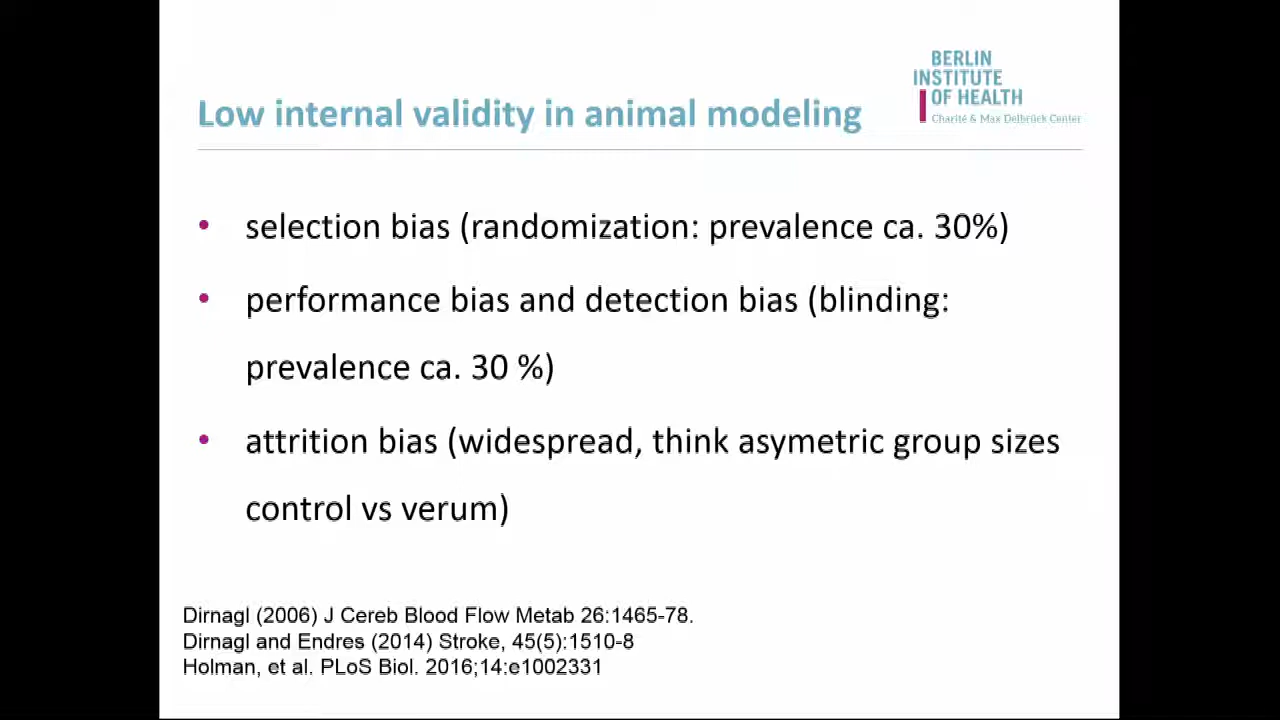 BERLIN
INSTITUTE
OF HEALTH
Charité & Max Delbrück Center
Low internal validity in animal modeling
• selection bias (randomization: prevalence ca. 30%)
• performance bias and detection bias (blinding:
prevalence ca. 30 %)
• attrition bias (widespread, think asymetric group sizes
control vs verum)
Dirnagl (2006) J Cereb Blood Flow Metab 26:1465-78.
Dirnagl and Endres (2014) Stroke, 45(5):1510-8
Holman, et al. PLoS Biol. 2016;14:e1002331